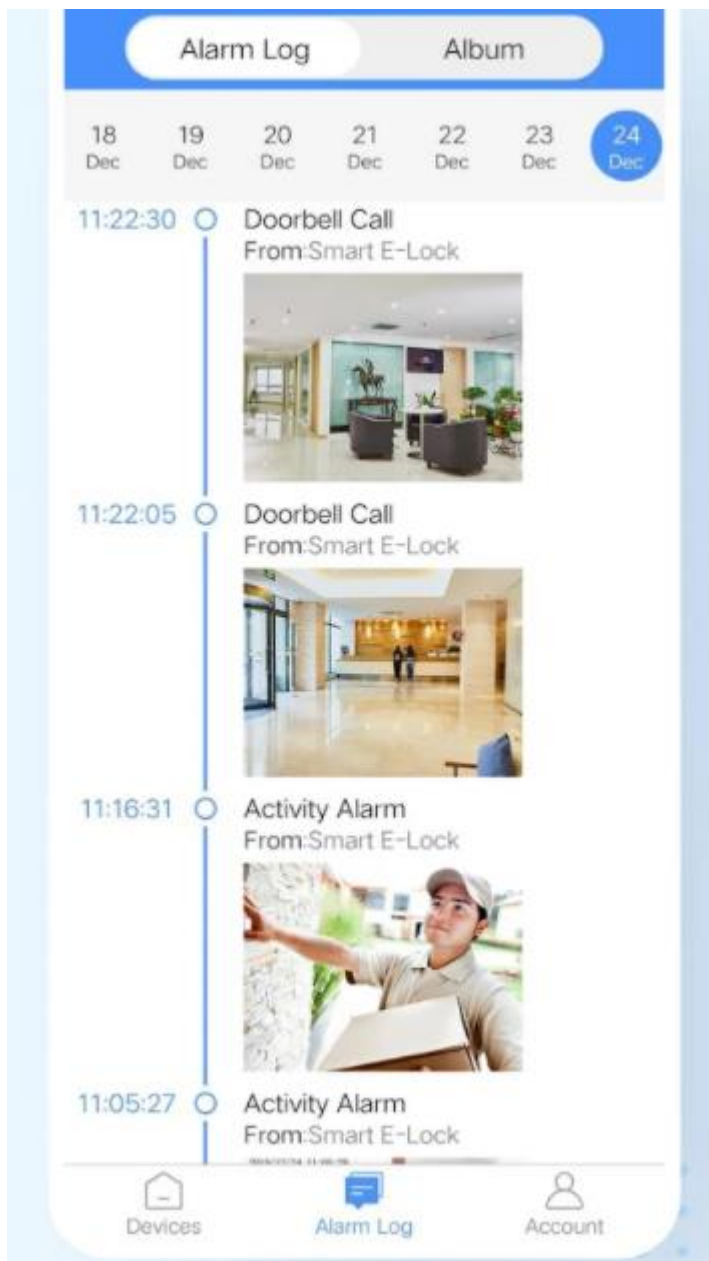 Alarm Log Album
18 19 20 21 22 23 24
Dec Dec Dec Dec Dec Dec Dec
11:22:30 Doorbell Call
From:Smart E-Lock
11:22:05 Doorbell Call
From:Smart E-Lock
11:16:31 Activity Alarm
From:Smart E-Lock
11:05:27 Activity Alarm
From:Smart E-Lock
Devices Alarm Log Account